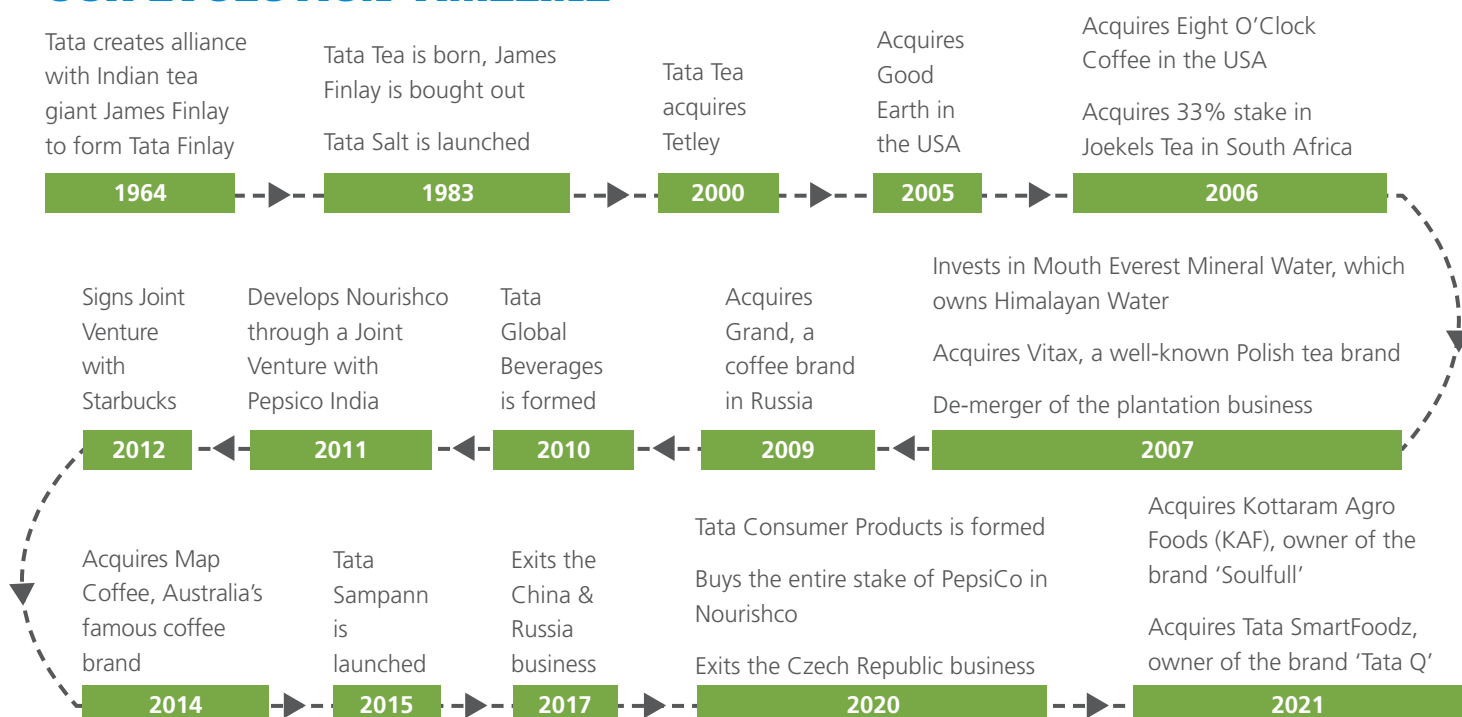 Tata creates alliance
with Indian tea
giant James Finlay
to form Tata Finlay
1964
Tata Tea is born, James
Finlay is bought out
Tata Salt is launched
1983
Tata Tea
acquires
Tetley
2000
Acquires
Good
Earth in
the USA
2005
Acquires Eight O’Clock
Coffee in the USA
Acquires 33% stake in
Joekels Tea in South Africa
2006
Invests in Mouth Everest Mineral Water, which
owns Himalayan Water
Acquires Vitax, a well-known Polish tea brand
De-merger of the plantation business
2007
Acquires
Grand, a
coffee brand
in Russia
2009
Tata
Global
Beverages
is formed
2010
Develops Nourishco
through a Joint
Venture with
Pepsico India
2011
Signs Joint
Venture
with
Starbucks
2012
Acquires Map
Coffee, Australia’s
famous coffee
brand
2014
Tata
Sampann
is
launched
2015
Exits the
China &
Russia
business
2017
Tata Consumer Products is formed
Buys the entire stake of PepsiCo in
Nourishco
Exits the Czech Republic business
2020
Acquires Kottaram Agro
Foods (KAF), owner of the
brand ‘Soulfull’
Acquires Tata SmartFoodz,
owner of the brand ‘Tata Q’
2021